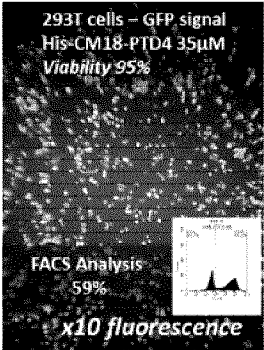 293T cells – GFP signal
His-CM18-PTD4 35µM
Viability 95%
FACS Analysis
59%
x10 fluorescence